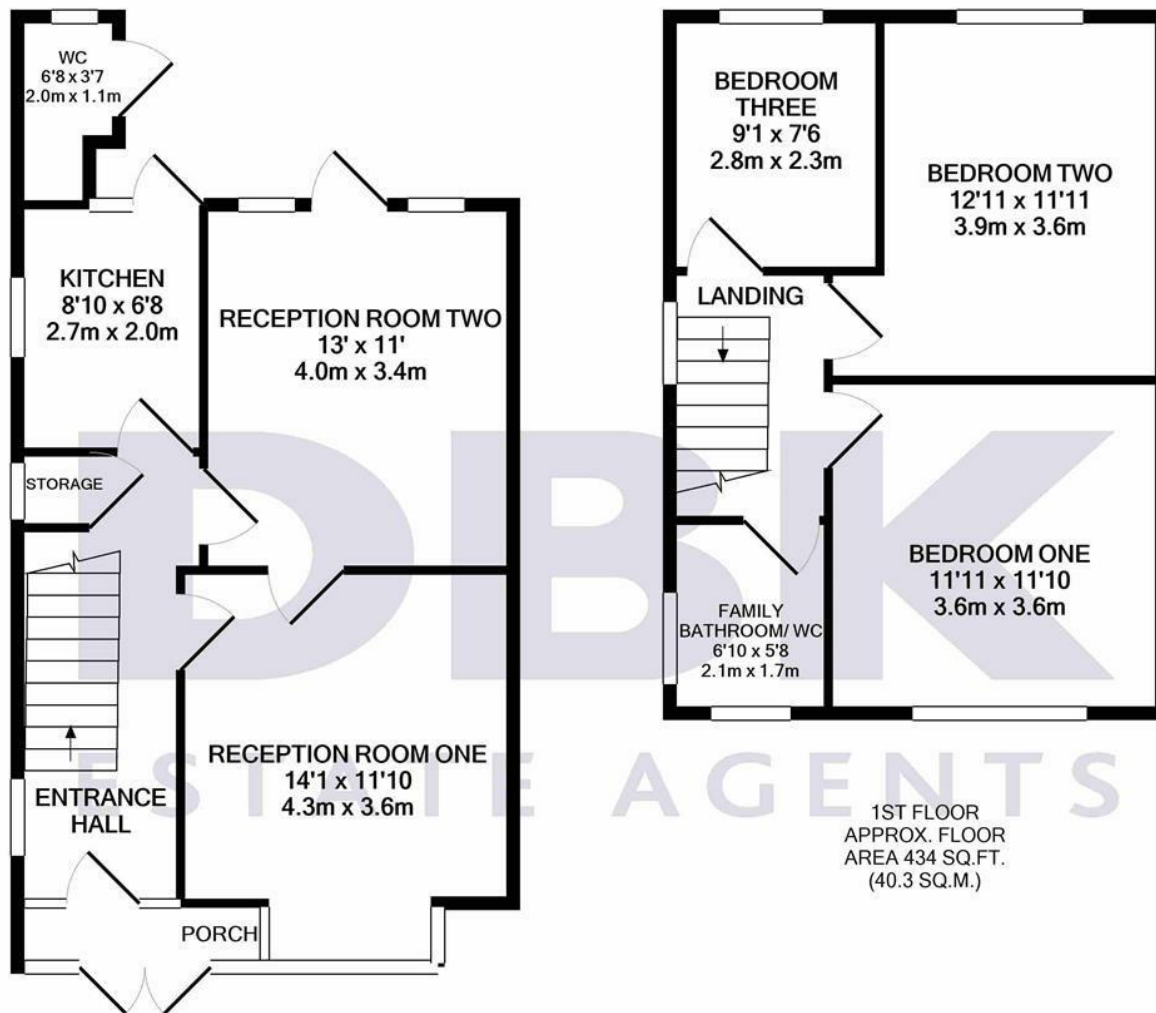 WC
6'8 x 3'7
2.0m x 1.1m
KITCHEN
8'10 x 6'8
2.7m x 2.0m
RECEPTION ROOM TWO
13' x 11'
4.0m x 3.4m
STORAGE
RECEPTION ROOM ONE
14'1 x 11'10
4.3m x 3.6m
ENTRANCE
HALL
PORCH
BEDROOM
THREE
9'1 x 7'6
2.8m x 2.3m
BEDROOM TWO
12'11 x 11'11
3.9m x 3.6m
LANDING
BEDROOM ONE
11'11 x 11'10
3.6m x 3.6m
FAMILY
BATHROOM/ WC
6'10 x 5'8
2.1m x 1.7m
1ST FLOOR
APPROX. FLOOR
AREA 434 SQ.FT.
(40.3 SQ.M.)
DBK
ESTATE AGENTS